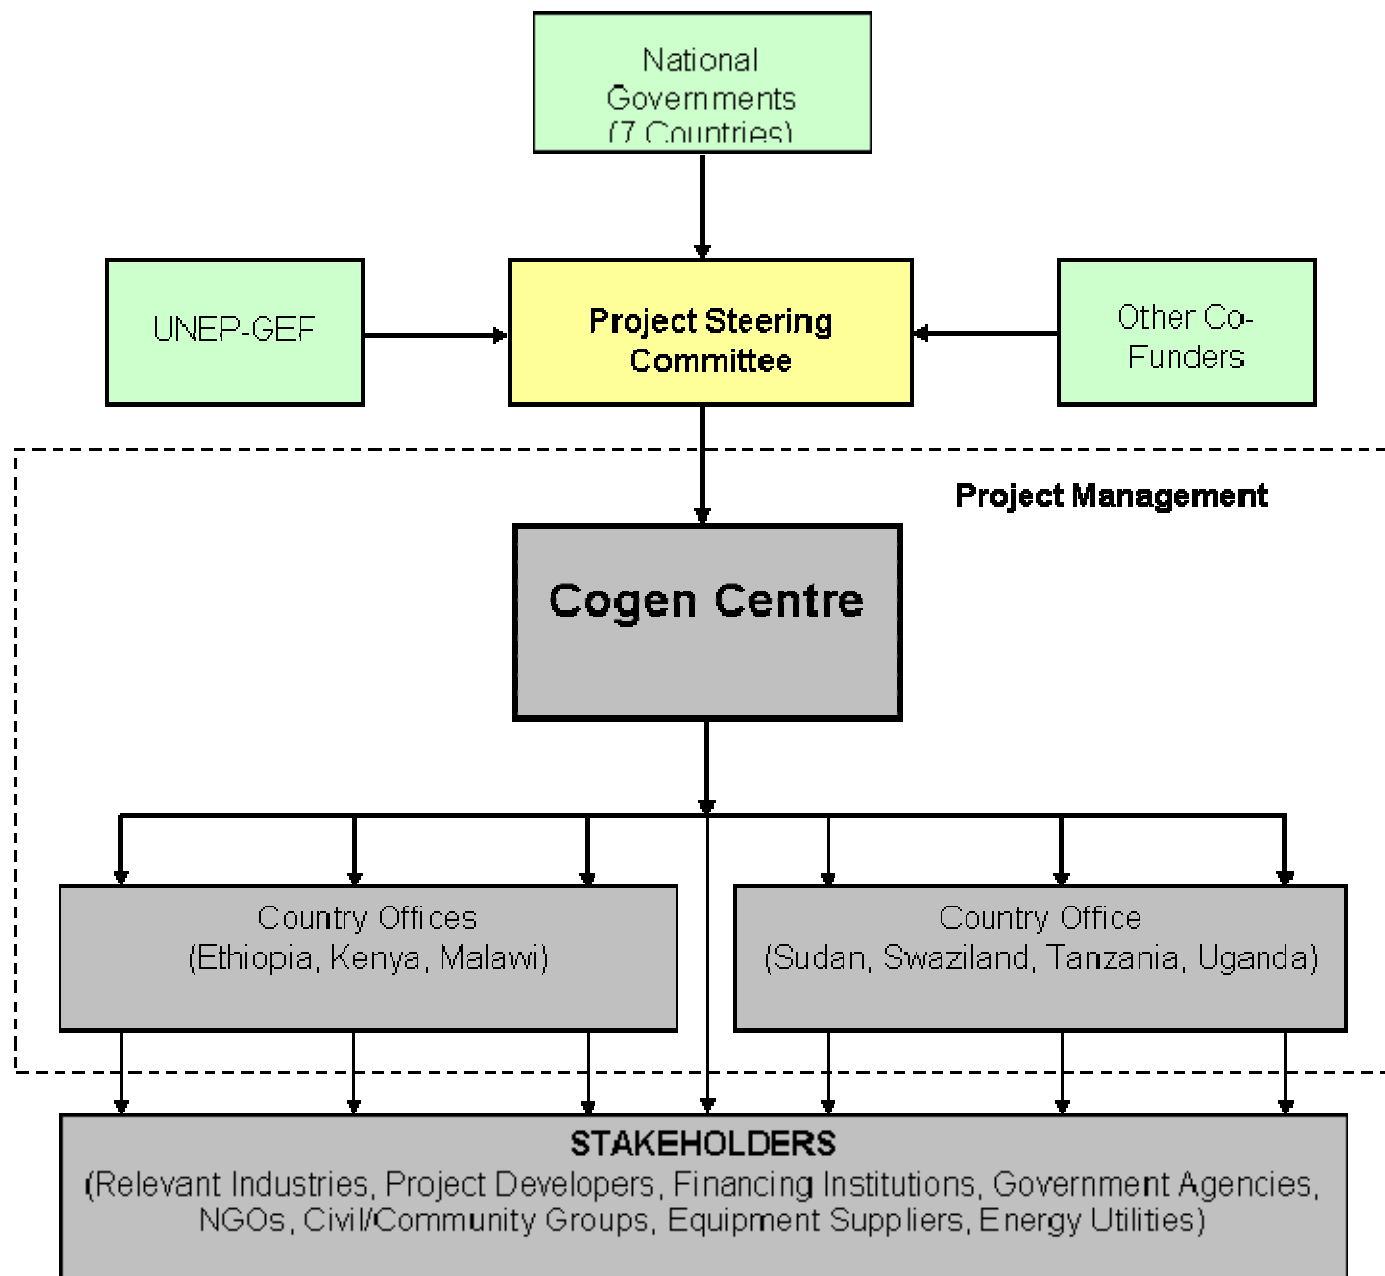 National
Governments
(7 Countries)
UNEP-GEF
Project Steering
Committee
Other Co-
Funders
Project Management
Cogen Centre
Country Offices
(Ethiopia, Kenya, Malawi)
Country Office
(Sudan, Swaziland, Tanzania, Uganda)
STAKEHOLDERS
(Relevant Industries, Project Developers, Financing Institutions, Government Agencies,
NGOs, Civil/Community Groups, Equipment Suppliers, Energy Utilities)